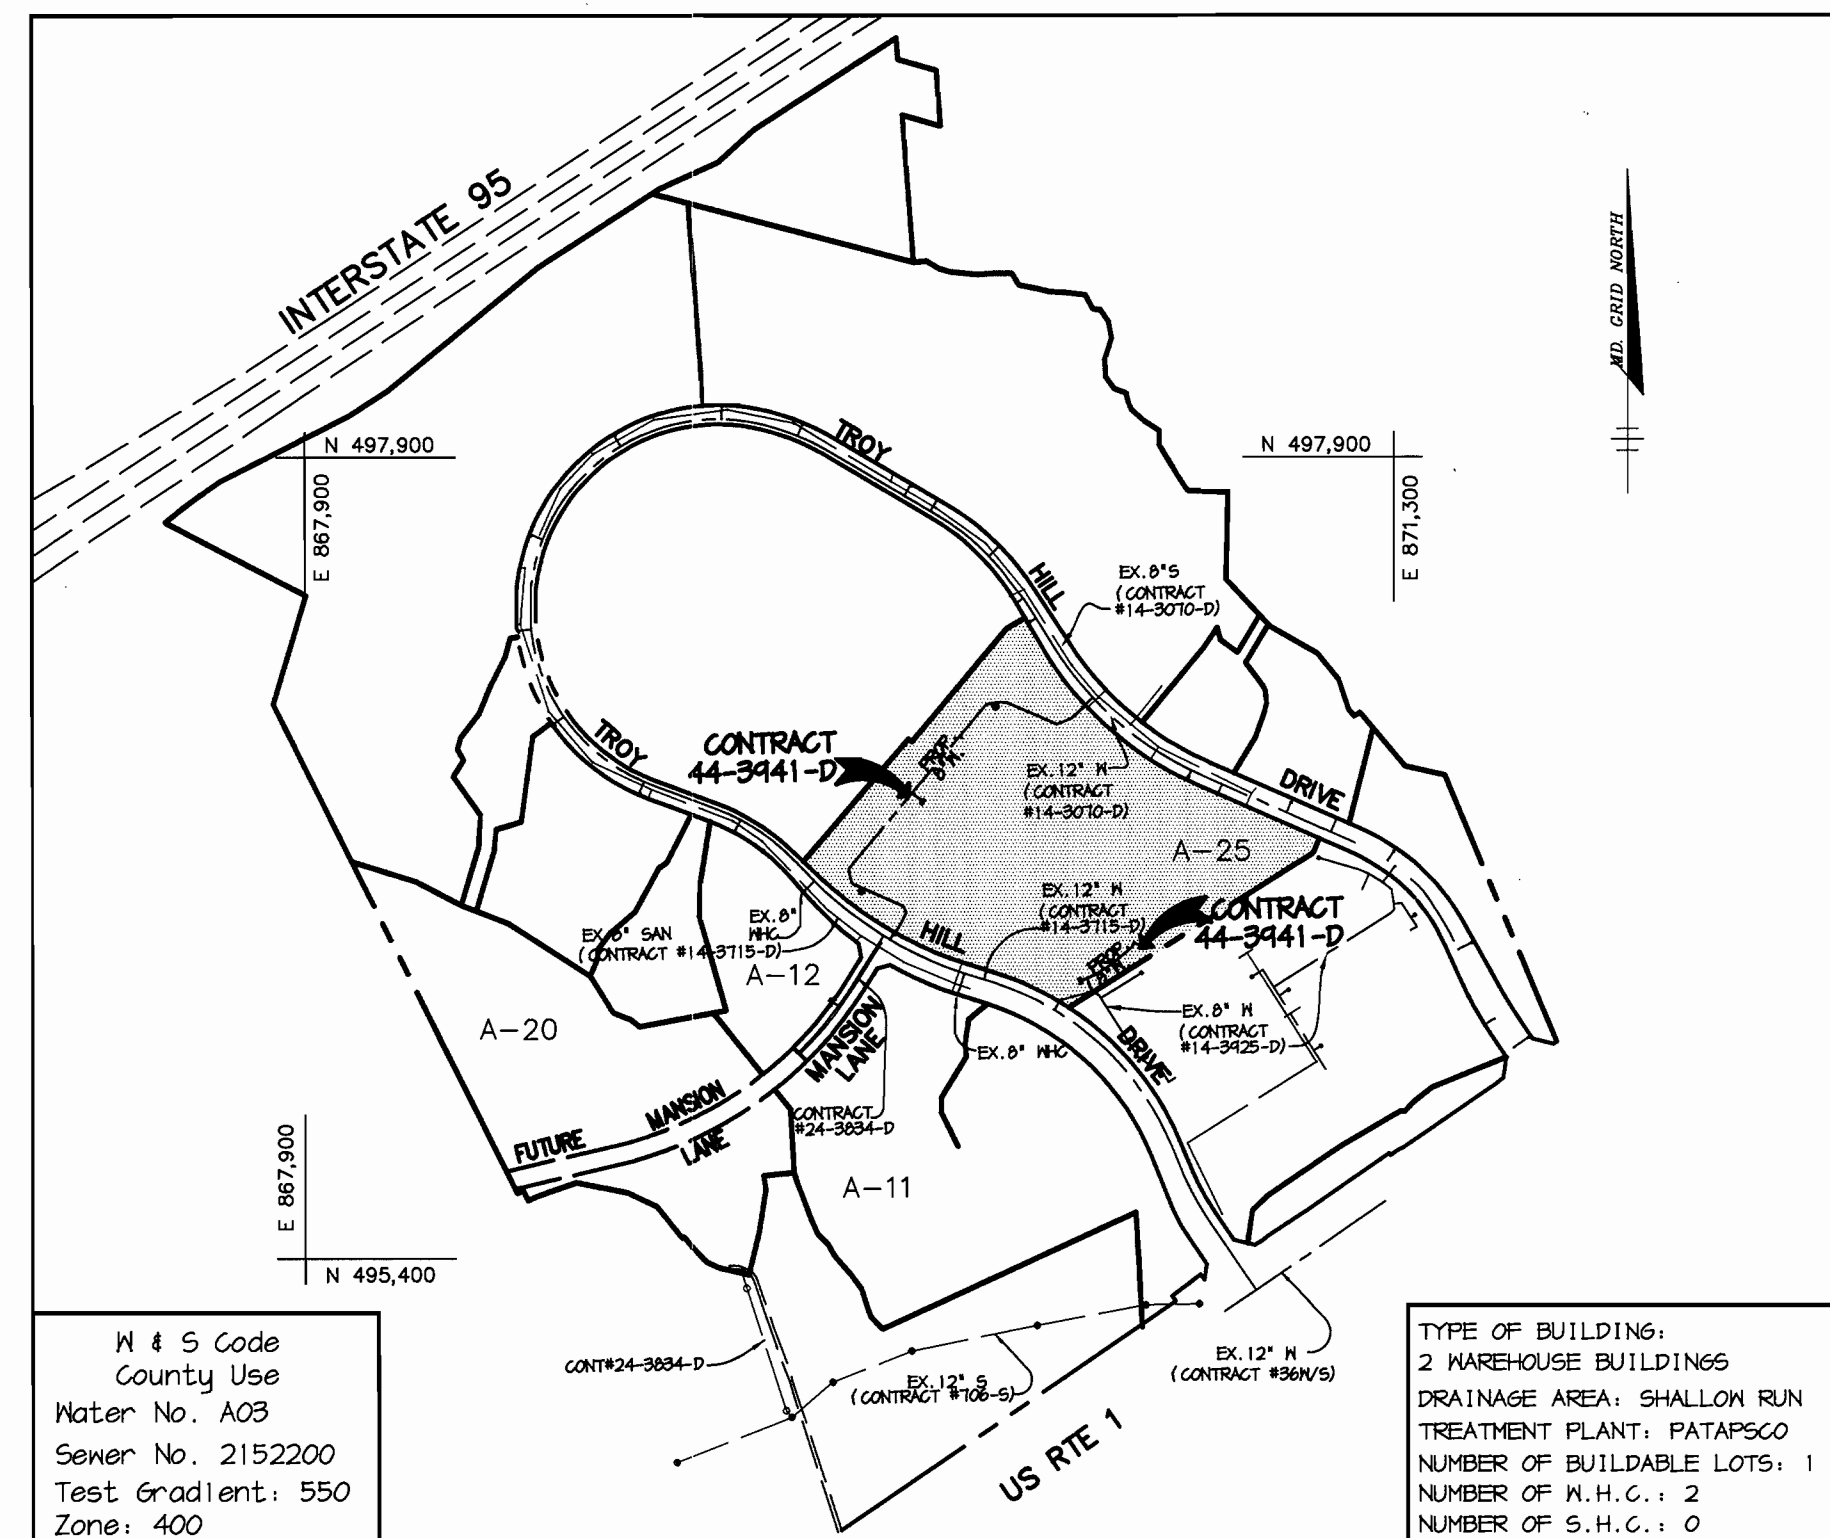 INTERSTATE 95
MD. GRID NORTH
N 497,900
E 867,900
N 497,900
E 871,300
TROY
HILL
DRIVE
EX. 8" S
(CONTRACT
#14-3070-D)
TROY
HILL
DRIVE
CONTRACT
44-3941-D
PROP.
8" W.
EX. 12" W
(CONTRACT
#14-3070-D)
A-25
EX. 12" W
(CONTRACT
#14-3715-D)
CONTRACT
44-3941-D
PROP.
8" W.
EX. 8"
WHC
EX. 8" SAN
(CONTRACT #14-3715-D)
A-12
A-20
EX. 8" W
(CONTRACT
#14-3925-D)
EX. 8" WHC
MANSION
LANE
FUTURE MANSION
LANE
CONTRACT
#24-3834-D
A-11
E 867,900
N 495,400
CONT#24-3834-D
EX. 12" S
(CONTRACT #706-S)
EX. 12" W
(CONTRACT #36W/S)
US RTE 1
W & S Code
County Use
Water No. A03
Sewer No. 2152200
Test Gradient: 550
Zone: 400
TYPE OF BUILDING:
2 WAREHOUSE BUILDINGS
DRAINAGE AREA: SHALLOW RUN
TREATMENT PLANT: PATAPSCO
NUMBER OF BUILDABLE LOTS: 1
NUMBER OF W.H.C.: 2
NUMBER OF S.H.C.: 0